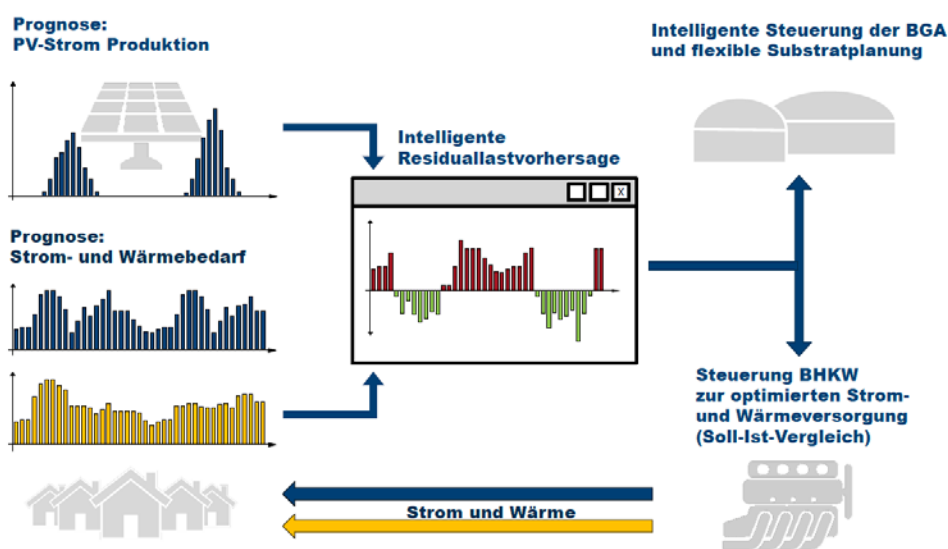 Prognose:
PV-Strom Produktion
Intelligente Steuerung der BGA
und flexible Substratplanung
Intelligente
Residuallastvorhersage
X
Prognose:
Strom- und Wärmebedarf
Steuerung BHKW
zur optimierten Strom-
und Wärmeversorgung
(Soll-Ist-Vergleich)
Strom und Wärme